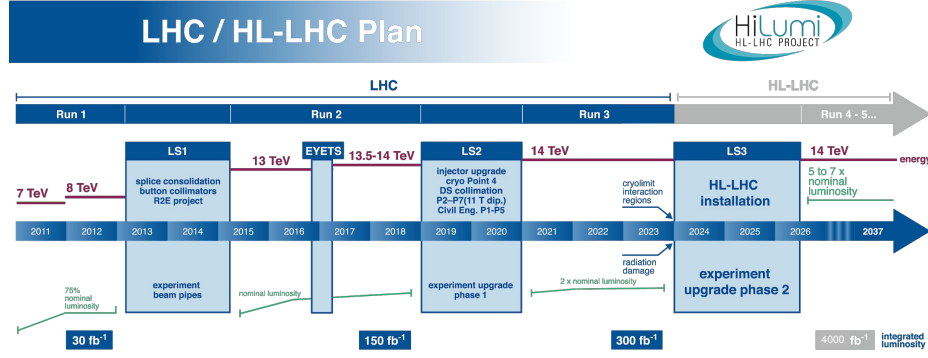 LHC / HL-LHC Plan
HiLumi
HL-LHC PROJECT
LHC
HL-LHC
Run 1
Run 2
Run 3
Run 4 - 5...
LS1
EYETS
LS2
LS3
7 TeV
8 TeV
13 TeV
13.5-14 TeV
14 TeV
14 TeV
energy
splice consolidation
button collimators
R2E project
injector upgrade
cryo Point 4
DS collimation
P2-P7(11 T dip.)
Civil Eng. P1-P5
cryolimit
interaction
regions
HL-LHC
installation
5 to 7 x
nominal
luminosity
2011
2012
2013
2014
2015
2016
2017
2018
2019
2020
2021
2022
2023
2024
2025
2026
2037
75%
nominal
luminosity
experiment
beam pipes
nominal luminosity
experiment upgrade
phase 1
2 x nominal luminosity
radiation
damage
experiment
upgrade phase 2
30 fb-1
150 fb-1
300 fb-1
4000 fb-1
integrated
luminosity